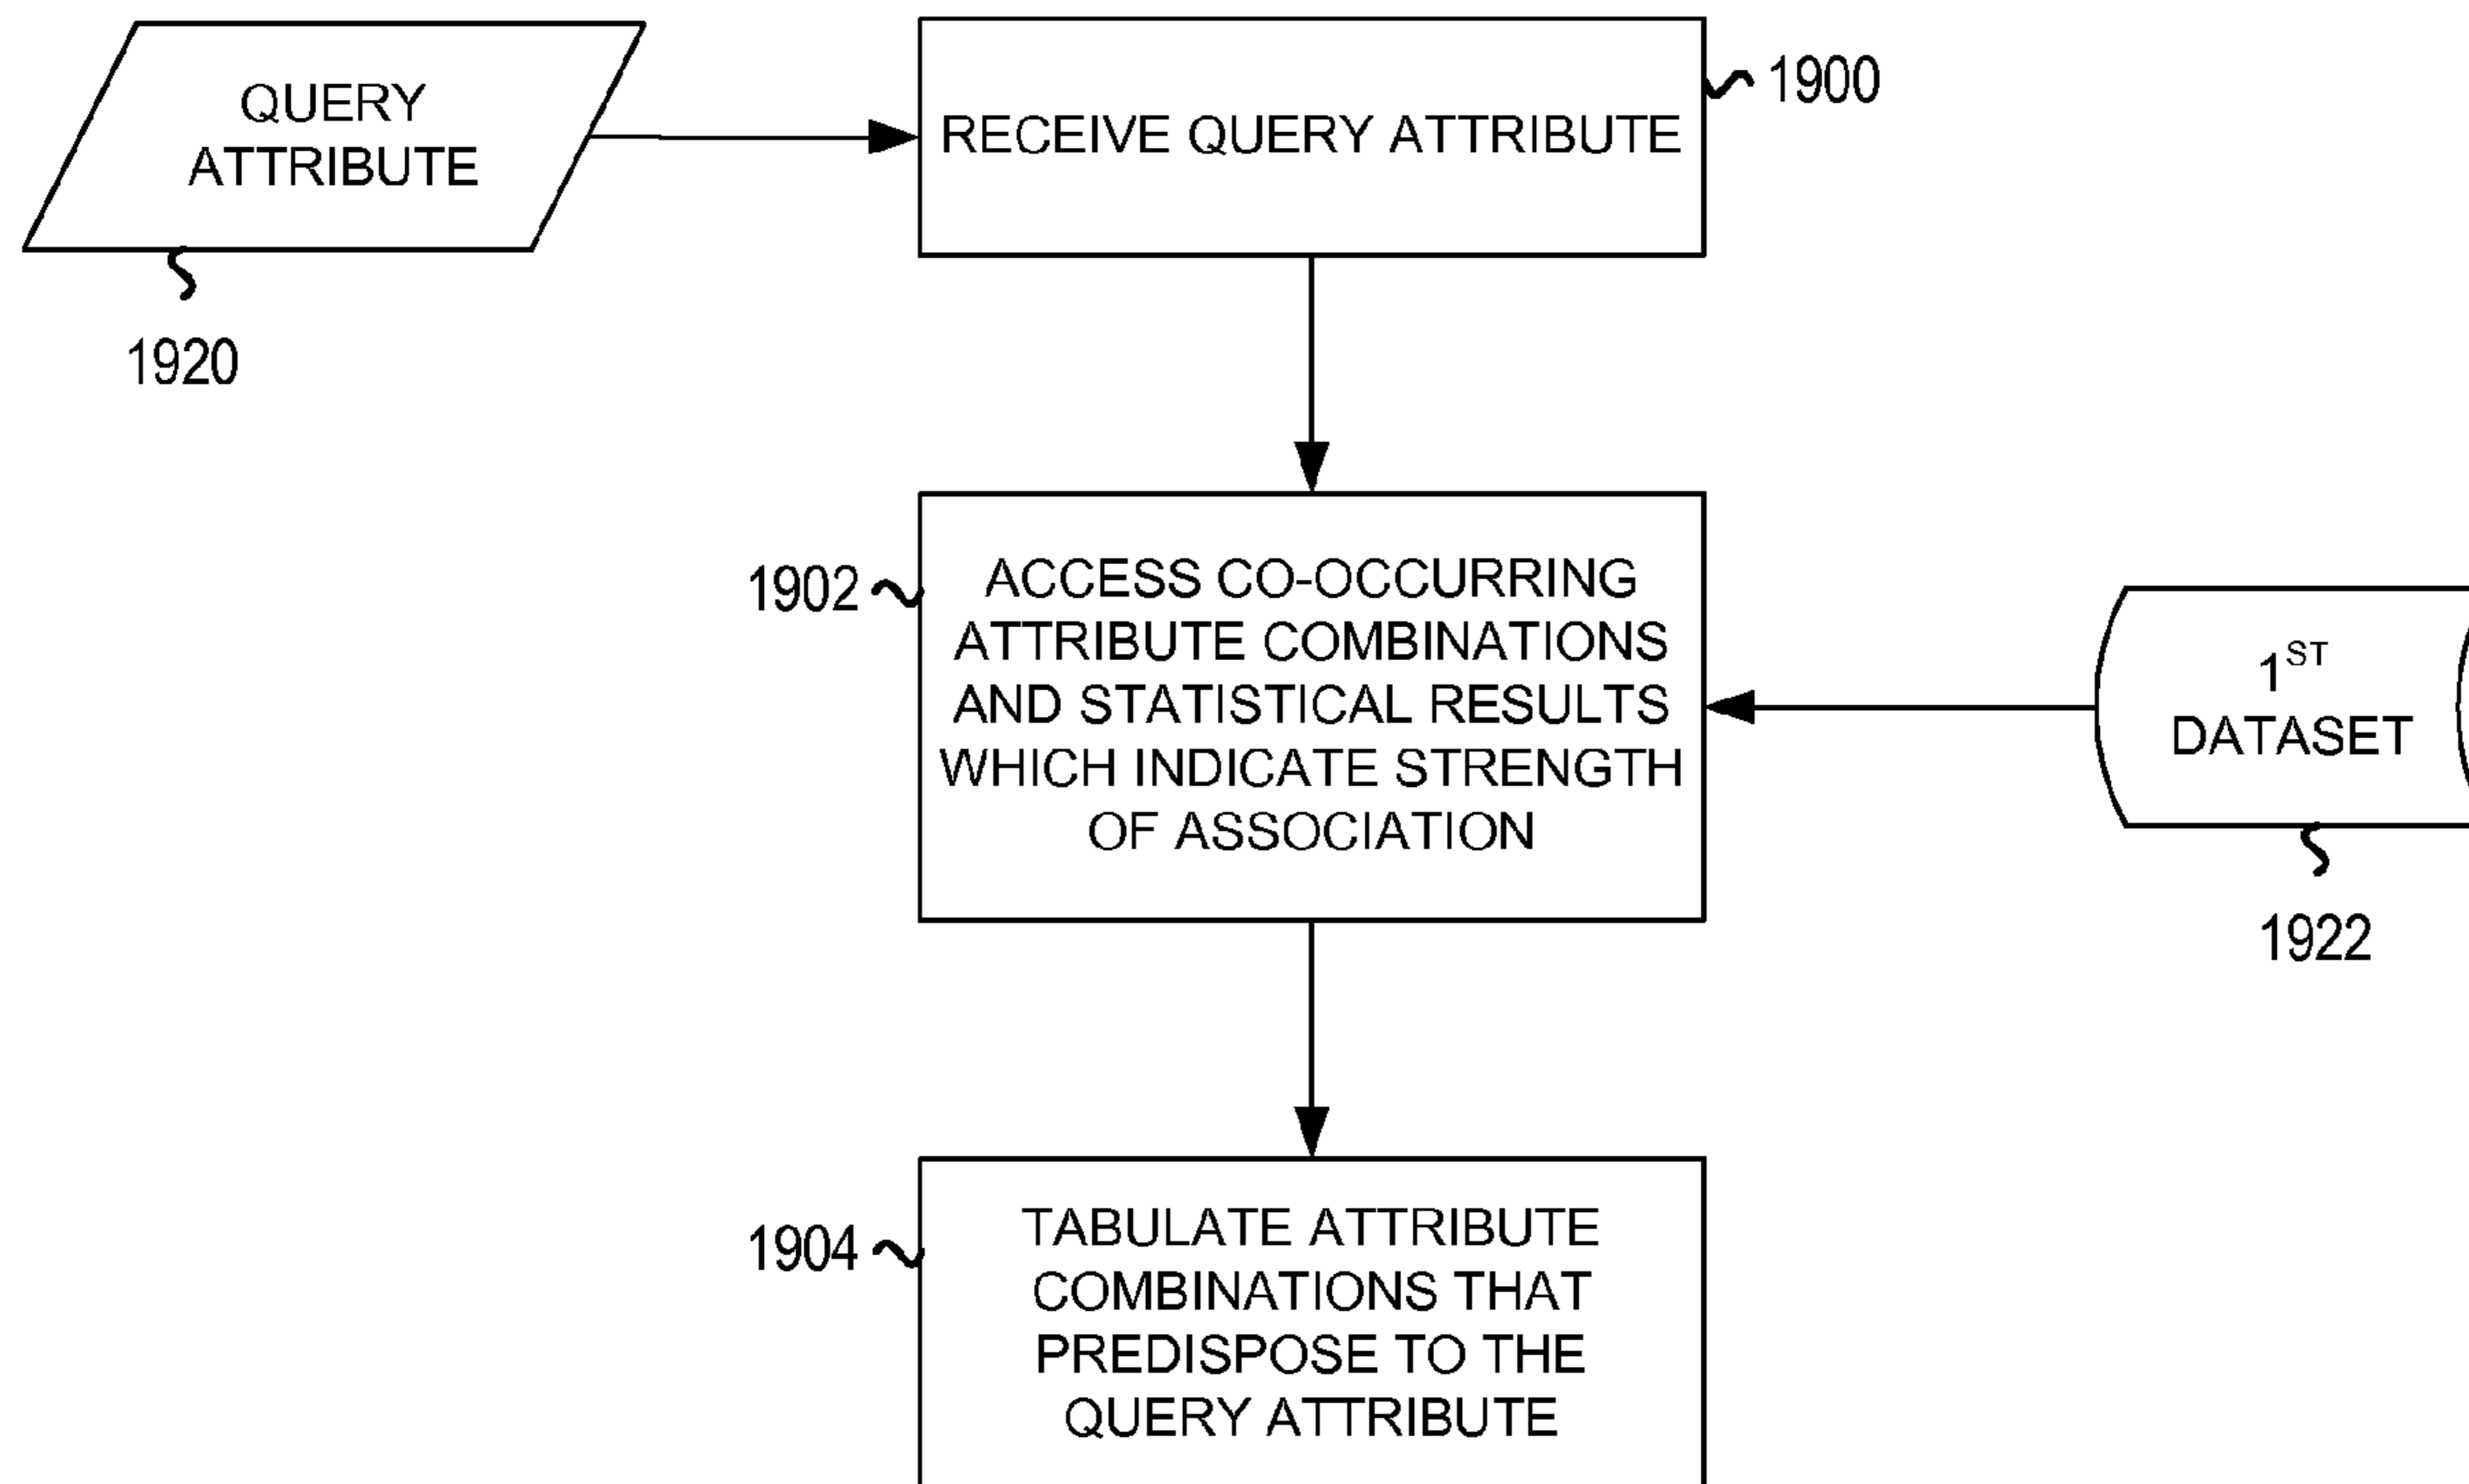 QUERY
ATTRIBUTE
1920
RECEIVE QUERY ATTRIBUTE
1900
1902
ACCESS CO-OCCURRING
ATTRIBUTE COMBINATIONS
AND STATISTICAL RESULTS
WHICH INDICATE STRENGTH
OF ASSOCIATION
1ST
DATASET
1922
1904
TABULATE ATTRIBUTE
COMBINATIONS THAT
PREDISPOSE TO THE
QUERY ATTRIBUTE